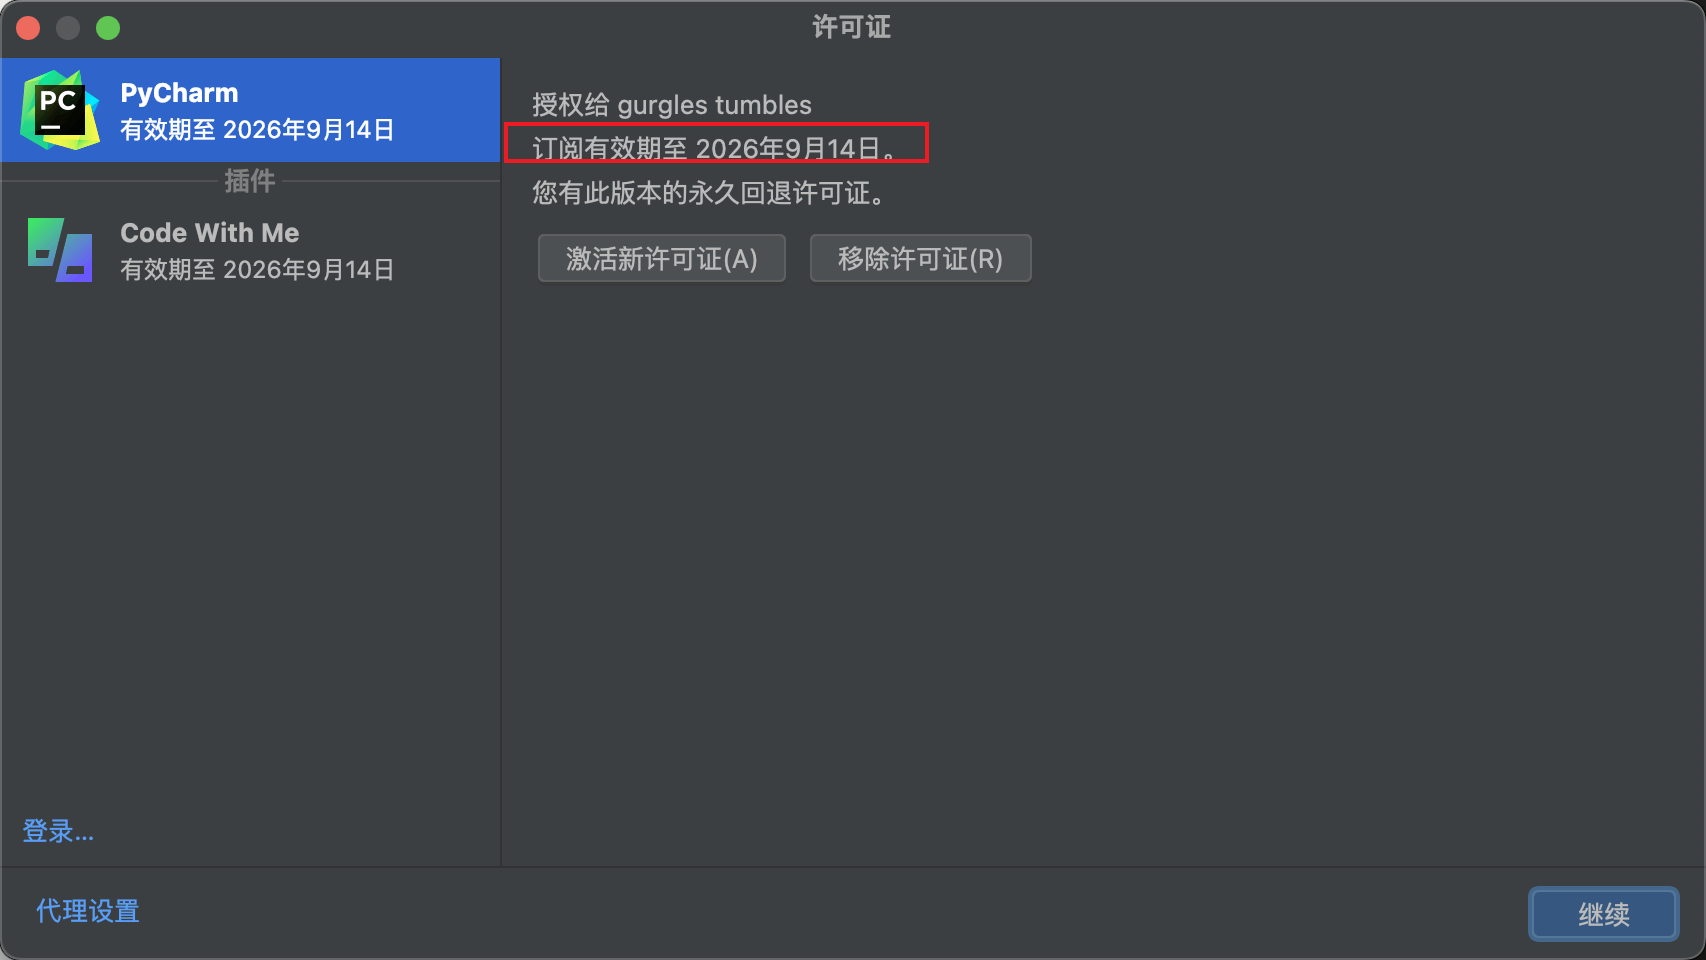 许可证
PC
PyCharm
有效期至 2026年9月14日
插件
Code With Me
有效期至 2026年9月14日
登录...
授权给 gurgles tumbles
订阅有效期至 2026年9月14日。
您有此版本的永久回退许可证。
激活新许可证(A)
移除许可证(R)
代理设置
继续